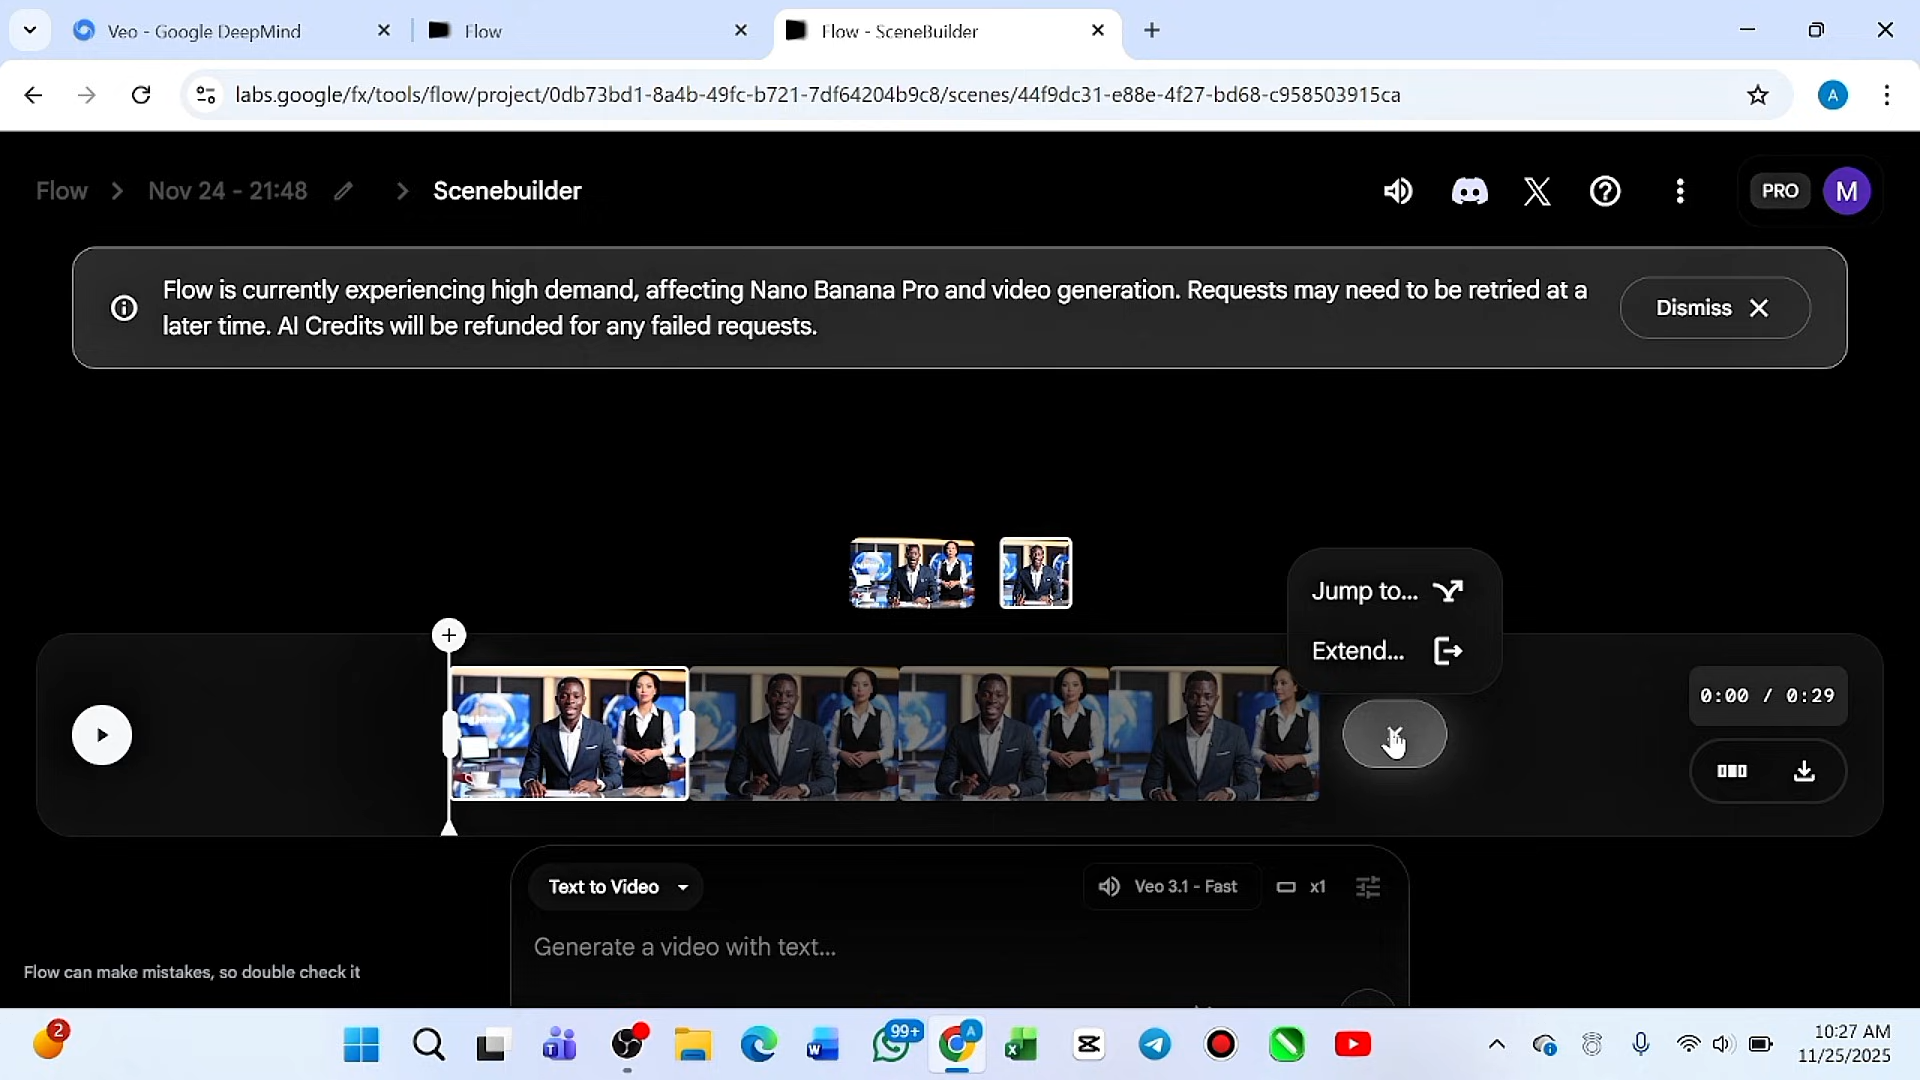 Veo - Google DeepMind
Flow
Flow - SceneBuilder
labs.google/fx/tools/flow/project/0db73bd1-8a4b-49fc-b721-7df64204b9c8/scenes/44f9dc31-e88e-4f27-bd68-c958503915ca
A
Flow
Nov 24 - 21:48
Scenebuilder
PRO
M
Flow is currently experiencing high demand, affecting Nano Banana Pro and video generation. Requests may need to be retried at a
later time. AI Credits will be refunded for any failed requests.
Dismiss
Jump to...
Extend...
0:00 / 0:29
Text to Video
Veo 3.1 - Fast
x1
Generate a video with text...
Flow can make mistakes, so double check it
2
99+
A
10:27 AM
11/25/2025